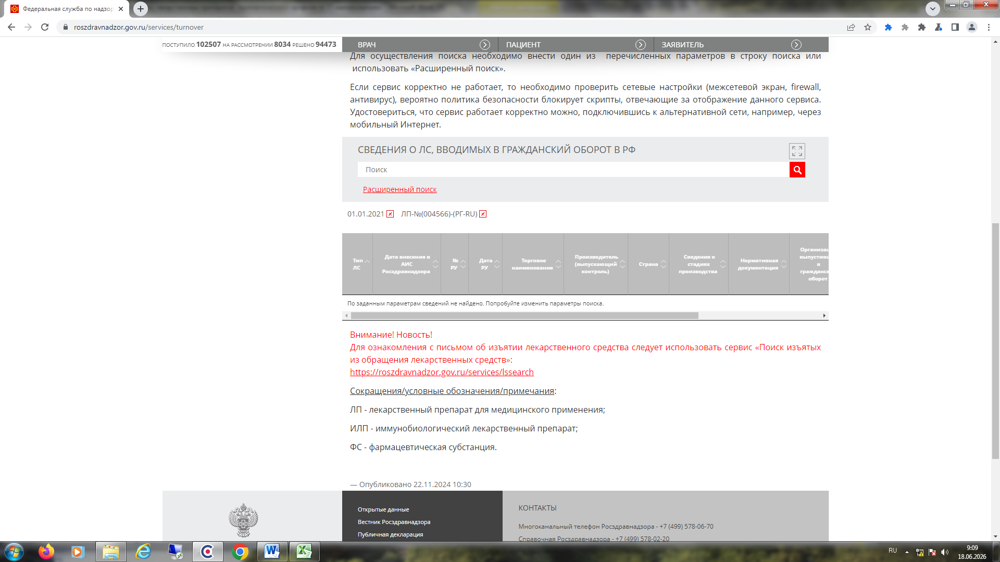 Федеральная служба по надзор
roszdravnadzor.gov.ru/services/turnover
ПОСТУПИЛО 102507 НА РАССМОТРЕНИИ 8034 РЕШЕНО 94473
ВРАЧ
ПАЦИЕНТ
ЗАЯВИТЕЛЬ
Для осуществления поиска необходимо внести один из перечисленных параметров в строку поиска или
использовать «Расширенный поиск».
Если сервис корректно не работает, то необходимо проверить сетевые настройки (межсетевой экран, firewall,
антивирус), вероятно политика безопасности блокирует скрипты, отвечающие за отображение данного сервиса.
Удостовериться, что сервис работает корректно можно, подключившись к альтернативной сети, например, через
мобильный Интернет.
СВЕДЕНИЯ О ЛС, ВВОДИМЫХ В ГРАЖДАНСКИЙ ОБОРОТ В РФ
Поиск
Расширенный поиск
01.01.2021 ЛП-№(004566)-(РГ-RU)
Тип
ЛС
Дата внесения в
АИС
Росздравнадзора
№
РУ
Дата
РУ
Торговое
наименование
Производитель
(выпускающий
контроль)
Страна
Сведения о
стадиях
производства
Нормативная
документация
Организац
выпустивш
в
гражданск
оборот
По заданным параметрам сведений не найдено. Попробуйте изменить параметры поиска.
Внимание! Новость!
Для ознакомления с письмом об изъятии лекарственного средства следует использовать сервис «Поиск изъятых
из обращения лекарственных средств»:
https://roszdravnadzor.gov.ru/services/lssearch
Сокращения/условные обозначения/примечания:
ЛП - лекарственный препарат для медицинского применения;
ИЛП - иммунобиологический лекарственный препарат;
ФС - фармацевтическая субстанция.
— Опубликовано 22.11.2024 10:30
Открытые данные
Вестник Росздравнадзора
Публичная декларация
КОНТАКТЫ
Многоканальный телефон Росздравнадзора - +7 (499) 578-06-70
Справочная Росздравнадзора - +7 (499) 578-02-20
RU
9:09
18.06.2026